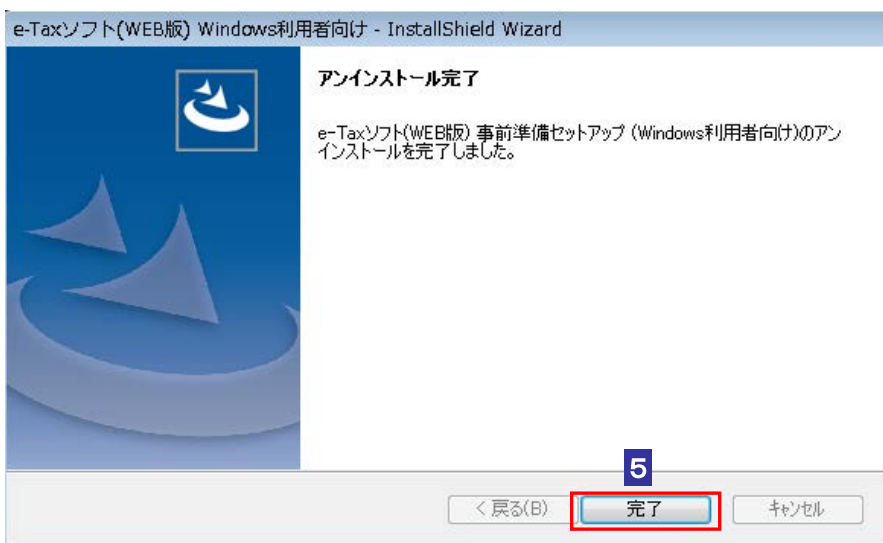 e-Taxソフト(WEB版) Windows利用者向け - InstallShield Wizard
アンインストール完了
e-Taxソフト(WEB版) 事前準備セットアップ (Windows利用者向け)のアン
インストールを完了しました。
5
< 戻る(B)
完了
キャンセル